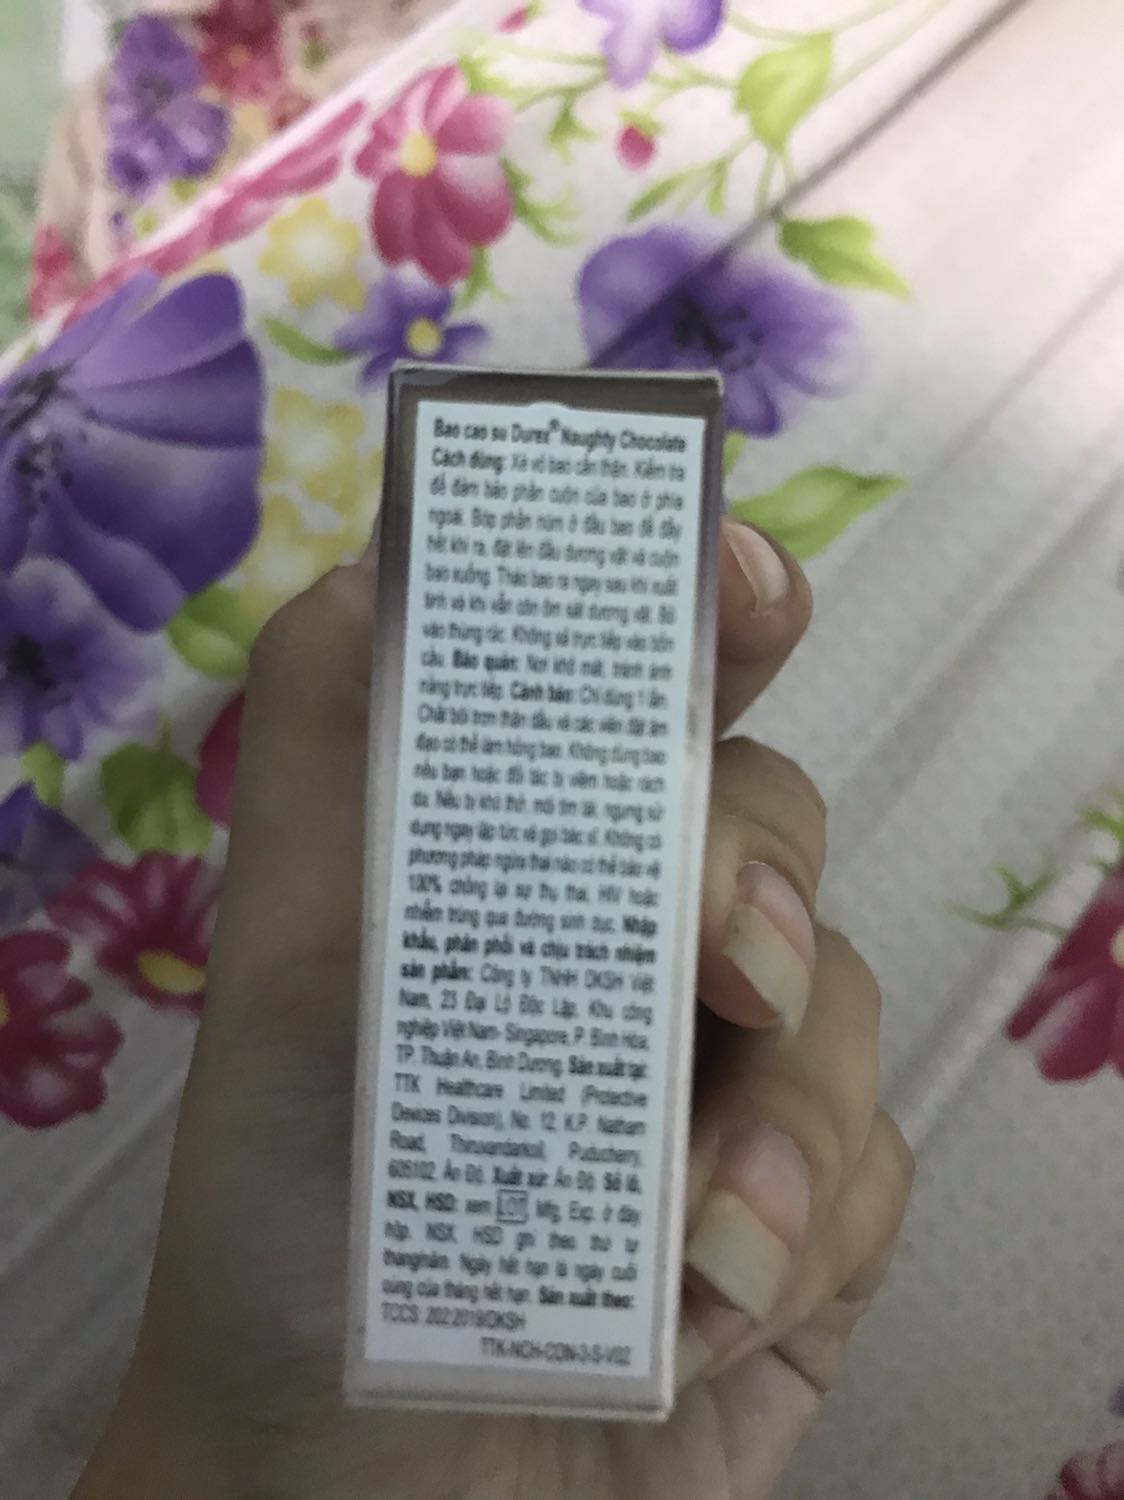 Bao cao su Durex® Naughty Chocolate
Cách dùng: Xé vỏ bao cẩn thận. Kiểm tra
để đảm bảo phần cuộn của bao ở phía
ngoài. Bóp phần núm ở đầu bao để đẩy
hết khí ra, đặt lên đầu dương vật và cuộn
bao xuống. Tháo bao ra ngay sau khi xuất
tinh và khi vẫn còn ôm sát dương vật. Bỏ
vào thùng rác. Không xả trực tiếp vào bồn
cầu. Bảo quản: Nơi khô mát, tránh ánh
nắng trực tiếp. Cảnh báo: Chỉ dùng 1 lần.
Chất bôi trơn thân dầu và các viên đặt âm
đạo có thể làm hỏng bao. Không dùng bao
nếu bạn hoặc đối tác bị viêm hoặc rách
da. Nếu bị khó thở, môi tím tái, ngưng sử
dụng ngay lập tức và gọi bác sĩ. Không có
phương pháp ngừa thai nào có thể bảo vệ
100% chống lại sự thụ thai, HIV hoặc
nhiễm trùng qua đường sinh dục. Nhập
khẩu, phân phối và chịu trách nhiệm
sản phẩm: Công ty TNHH DKSH Việt
Nam, 23 Đại Lộ Độc Lập, Khu công
nghiệp Việt Nam- Singapore, P. Bình Hòa,
TP. Thuận An, Bình Dương. Sản xuất tại:
TTK Healthcare Limited (Protective
Devices Division), No. 12, K.P. Natham
Road, Thiruvandarkoil, Puducherry,
605102, Ấn Độ. Xuất xứ: Ấn Độ. Số lô,
NSX, HSD: xem LOT, Mfg, Exp. ở đáy
hộp. NSX, HSD ghi theo thứ tự
tháng/năm. Ngày hết hạn là ngày cuối
cùng của tháng hết hạn. Sản xuất theo:
TCCS. 202:2019/DKSH
TTK-NCH-CON-3-S-V02